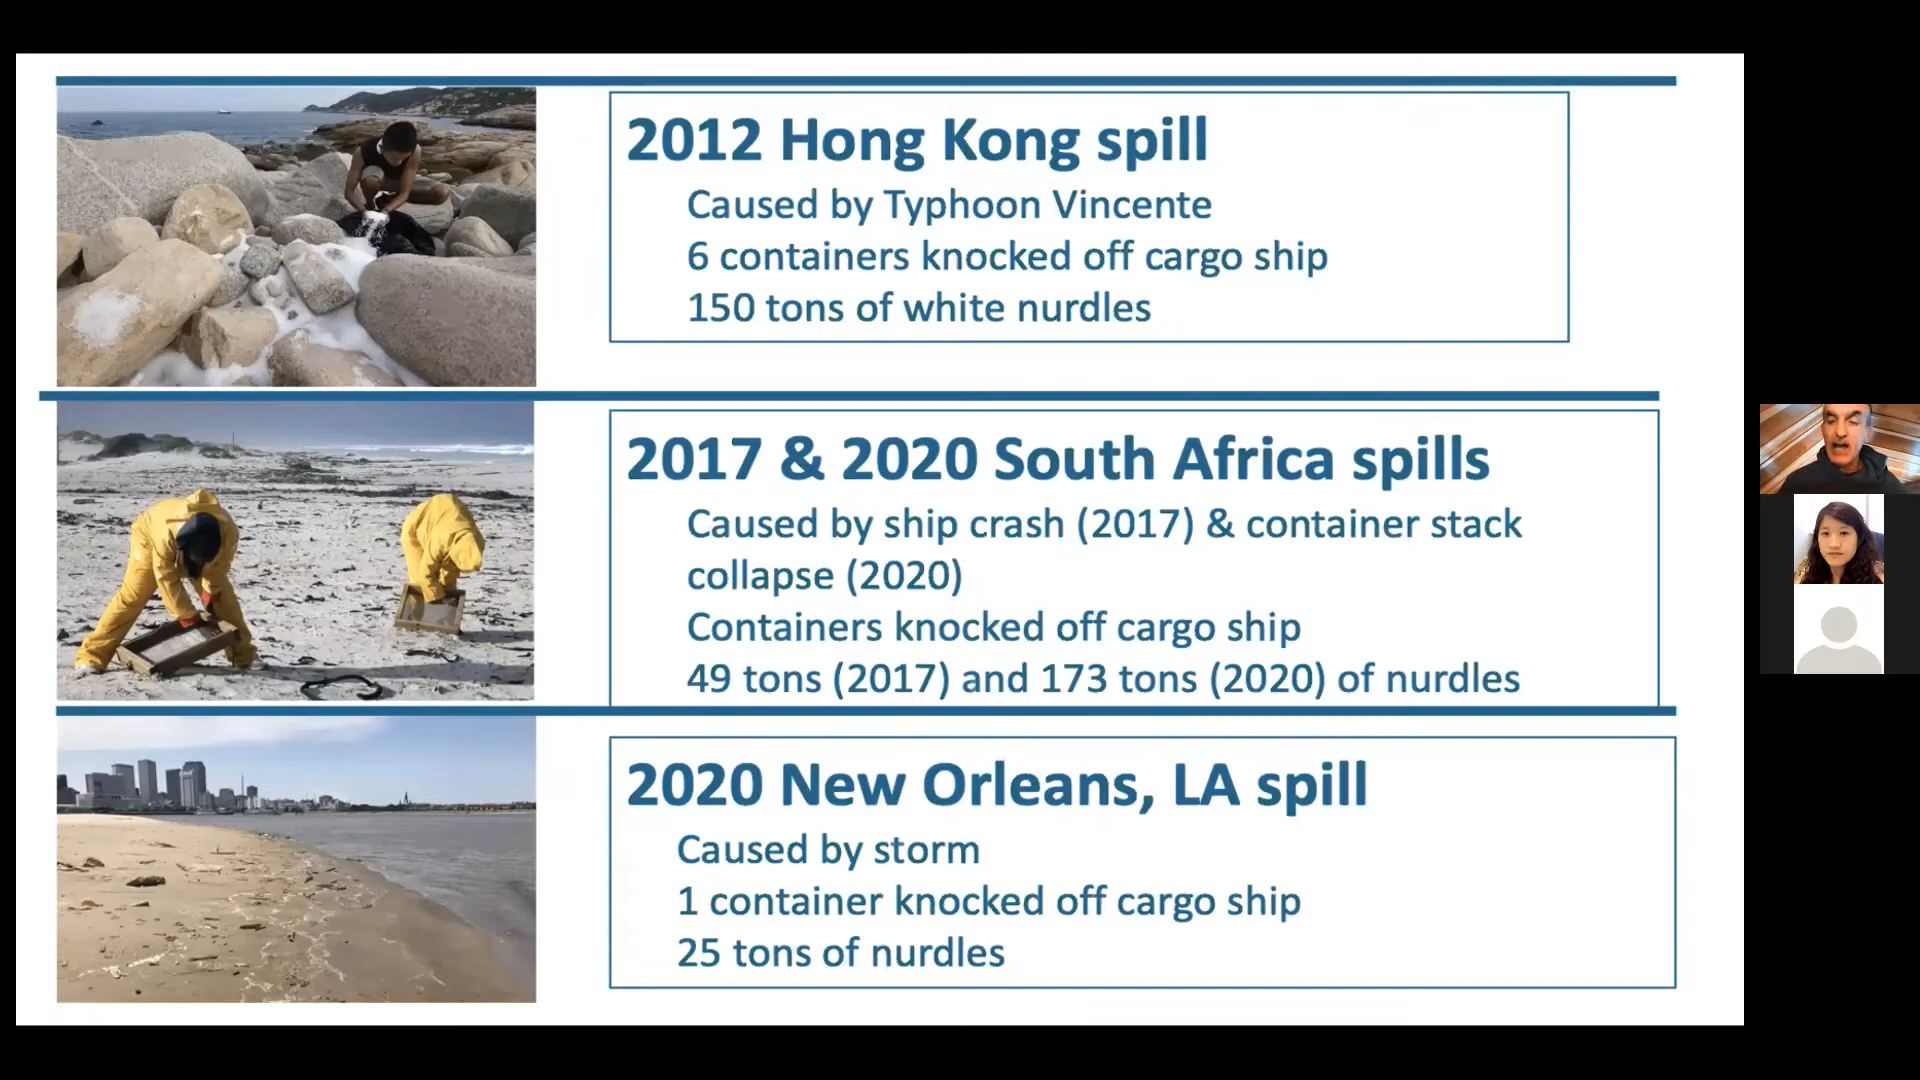 2012 Hong Kong spill
Caused by Typhoon Vincente
6 containers knocked off cargo ship
150 tons of white nurdles
2017 & 2020 South Africa spills
Caused by ship crash (2017) & container stack
collapse (2020)
Containers knocked off cargo ship
49 tons (2017) and 173 tons (2020) of nurdles
2020 New Orleans, LA spill
Caused by storm
1 container knocked off cargo ship
25 tons of nurdles